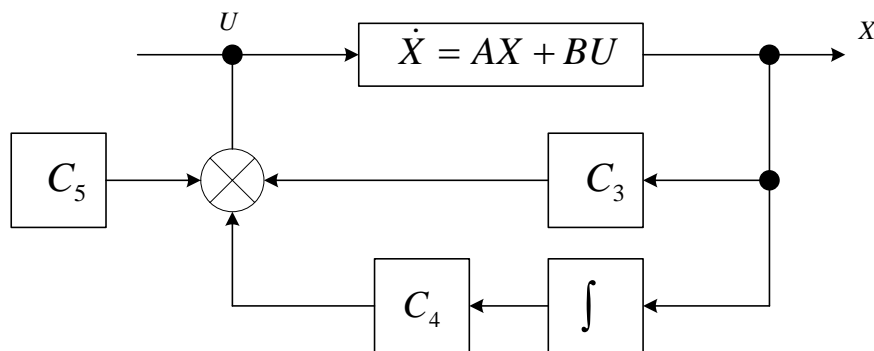 U
X
Ẋ = AX + BU
C₅
C₃
C₄
∫